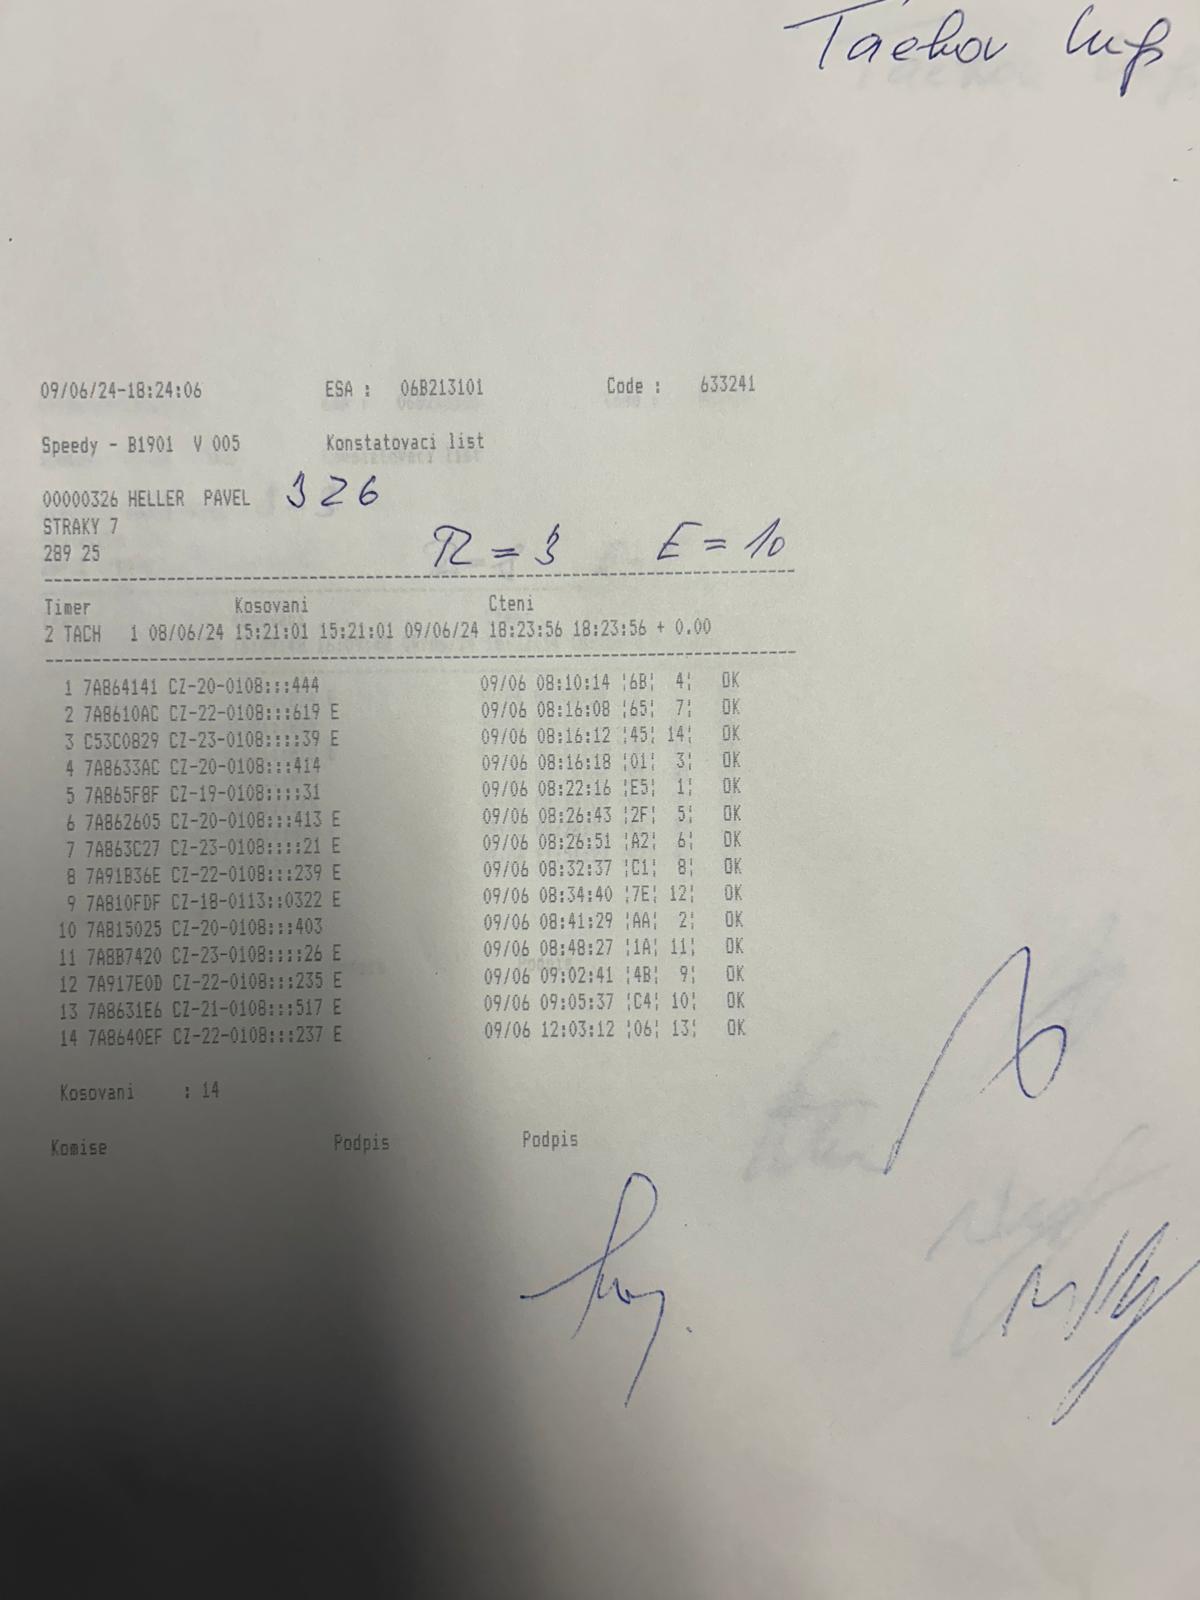 Tachov
09/06/24-18:24:06 ESA : 06B213101 Code : 633241
Speedy - B1901 V 005 Konstatovaci list
00000326 HELLER PAVEL 326
STRAKY 7
289 25 = 3 E = 10
Timer Kosovani Cteni
2 TACH 1 08/06/24 15:21:01 15:21:01 09/06/24 18:23:56 18:23:56 + 0.00
1 7AB64141 CZ-20-0108:::444 09/06 08:10:14 ¦6B¦ 4¦ OK
2 7AB610AC CZ-22-0108:::619 E 09/06 08:16:08 ¦65¦ 7¦ OK
3 C53C0829 CZ-23-0108::::39 E 09/06 08:16:12 ¦45¦ 14¦ OK
4 7AB633AC CZ-20-0108:::414 09/06 08:16:18 ¦01¦ 3¦ OK
5 7AB65F8F CZ-19-0108::::31 09/06 08:22:16 ¦E5¦ 1¦ OK
6 7AB62605 CZ-20-0108:::413 E 09/06 08:26:43 ¦2F¦ 5¦ OK
7 7AB63C27 CZ-23-0108::::21 E 09/06 08:26:51 ¦A2¦ 6¦ OK
8 7A91B36E CZ-22-0108:::239 E 09/06 08:32:37 ¦C1¦ 8¦ OK
9 7AB10FDF CZ-18-0113::0322 E 09/06 08:34:40 ¦7E¦ 12¦ OK
10 7AB15025 CZ-20-0108:::403 09/06 08:41:29 ¦AA¦ 2¦ OK
11 7ABB7420 CZ-23-0108::::26 E 09/06 08:48:27 ¦1A¦ 11¦ OK
12 7A917E0D CZ-22-0108:::235 E 09/06 09:02:41 ¦4B¦ 9¦ OK
13 7AB631E6 CZ-21-0108:::517 E 09/06 09:05:37 ¦C4¦ 10¦ OK
14 7AB640EF CZ-22-0108:::237 E 09/06 12:03:12 ¦06¦ 13¦ OK
Kosovani : 14
Komise Podpis Podpis